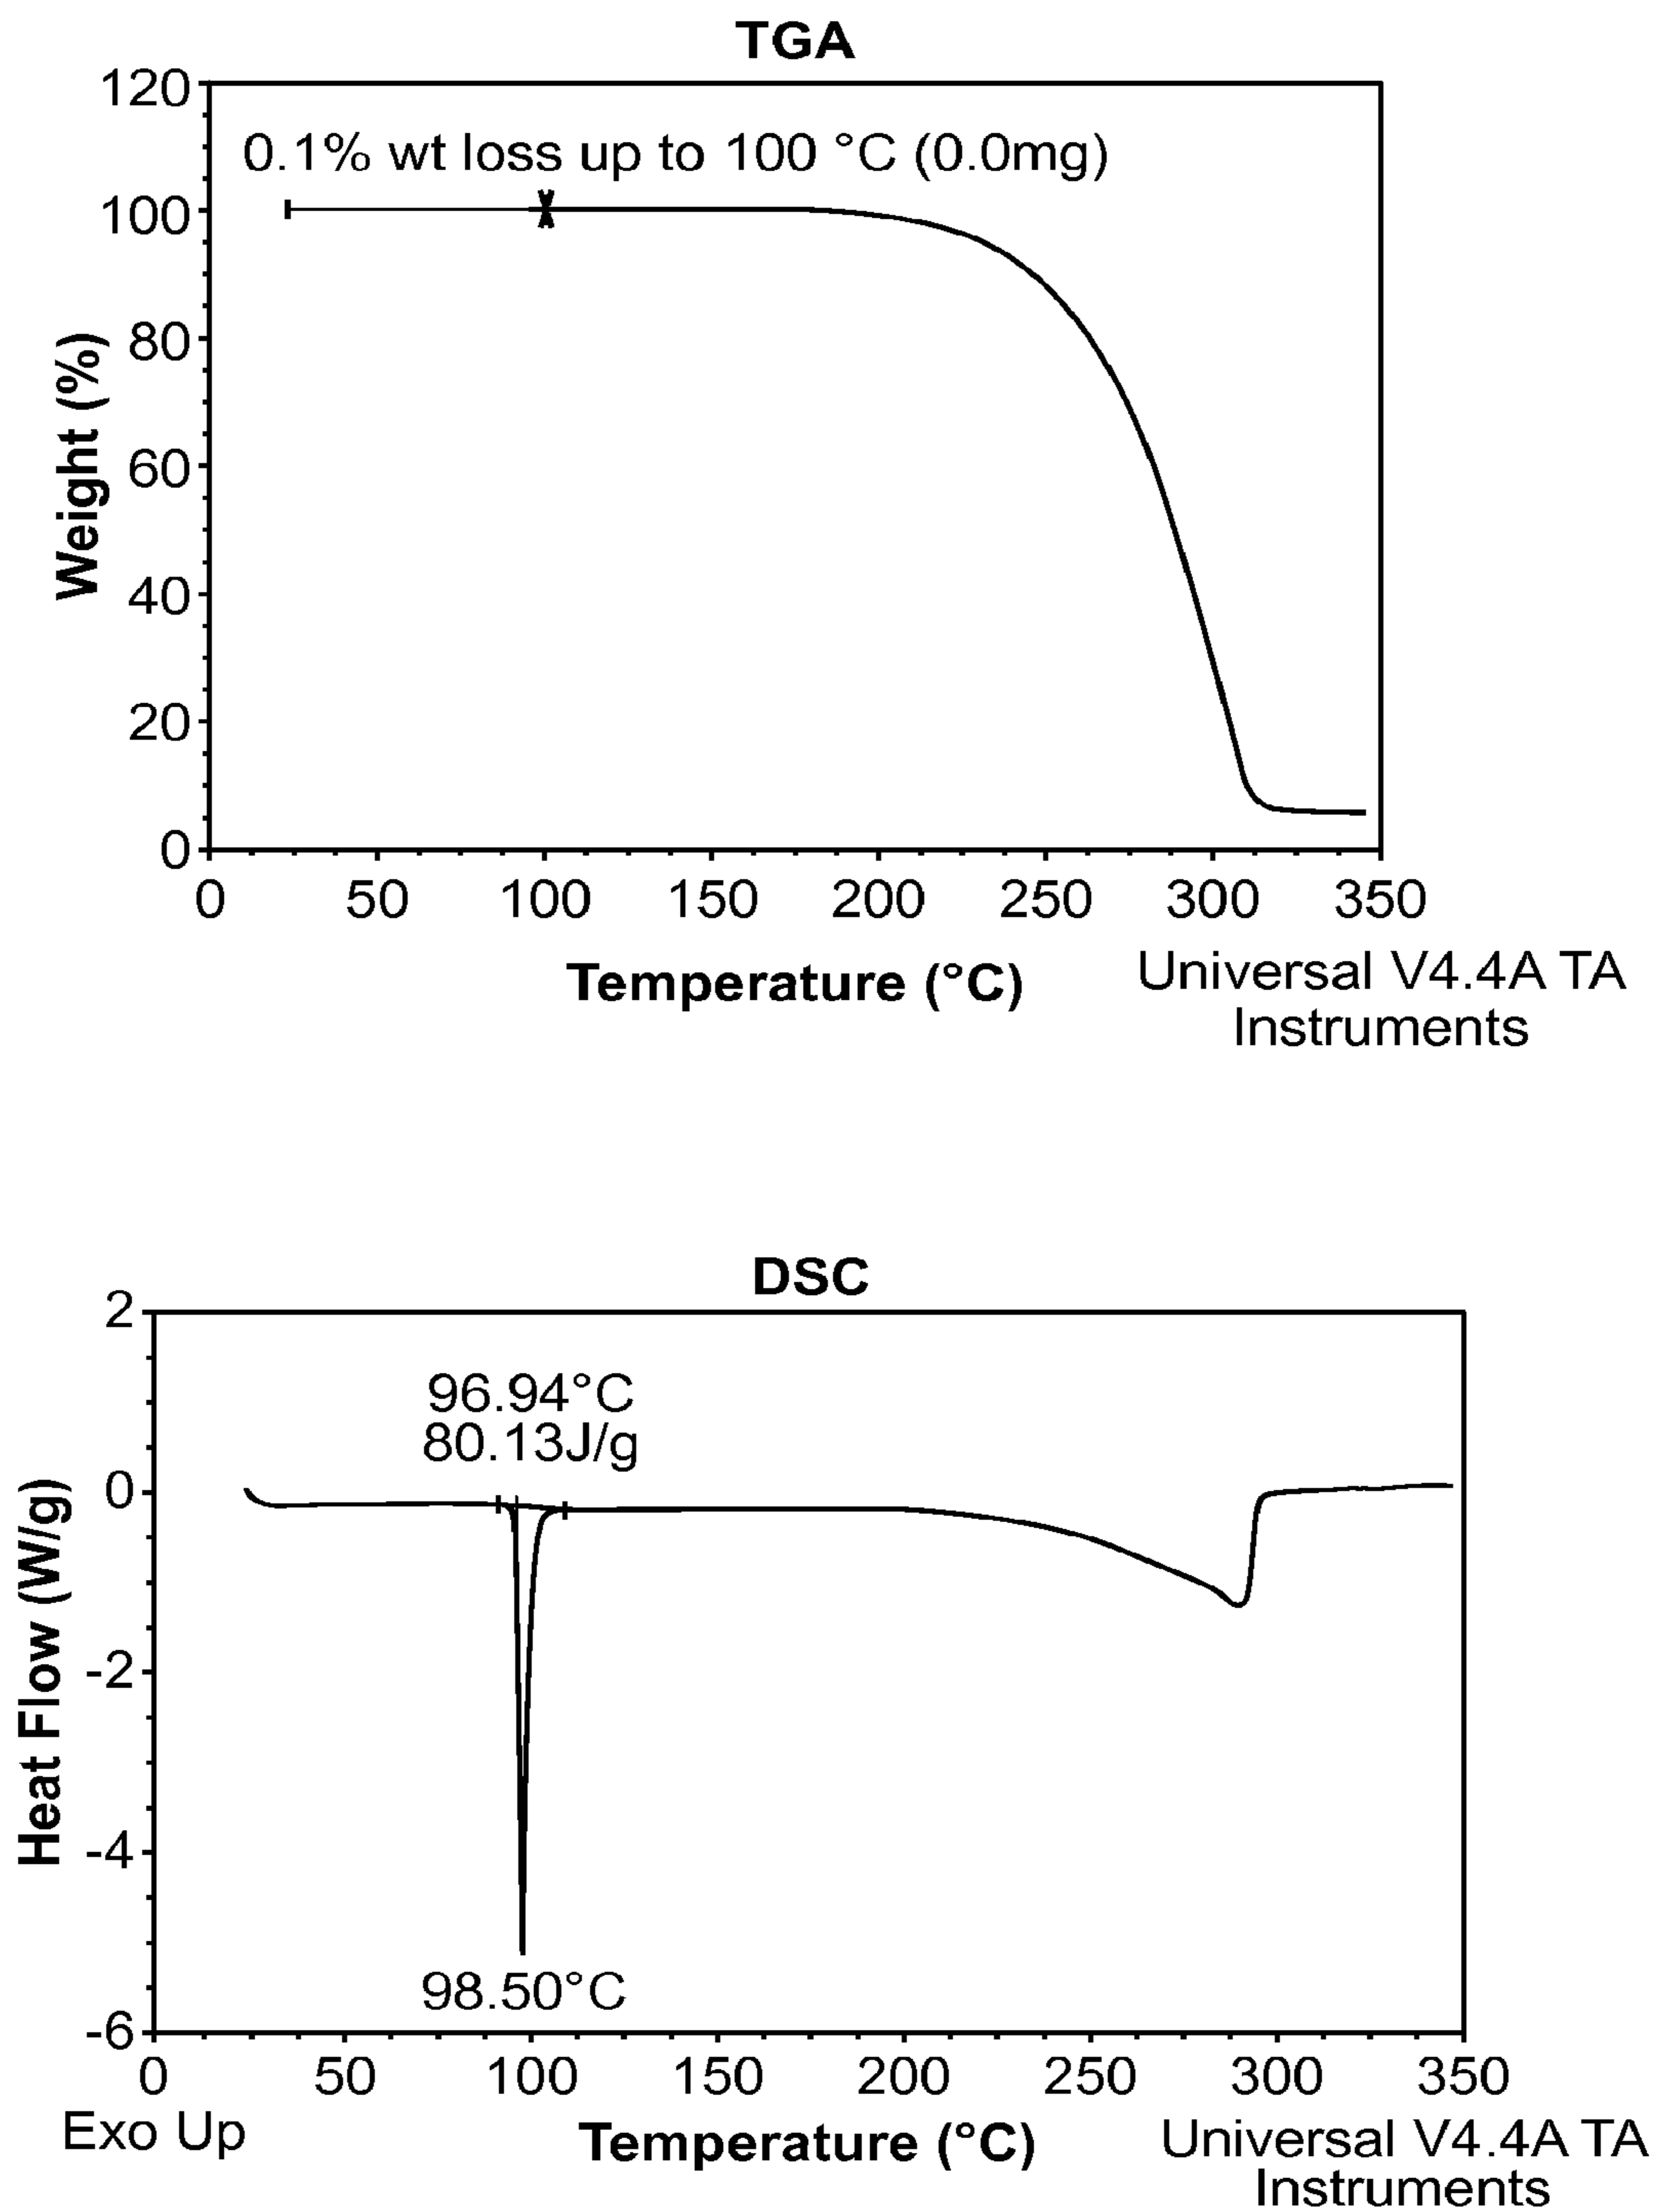 TGA
120
0.1% wt loss up to 100 °C (0.0mg)
100
80
60
40
20
0
Weight (%)
0 50 100 150 200 250 300 350
Temperature (°C)
Universal V4.4A TA
Instruments
DSC
2
96.94°C
80.13J/g
0
-2
-4
98.50°C
-6
Heat Flow (W/g)
0 50 100 150 200 250 300 350
Exo Up
Temperature (°C)
Universal V4.4A TA
Instruments